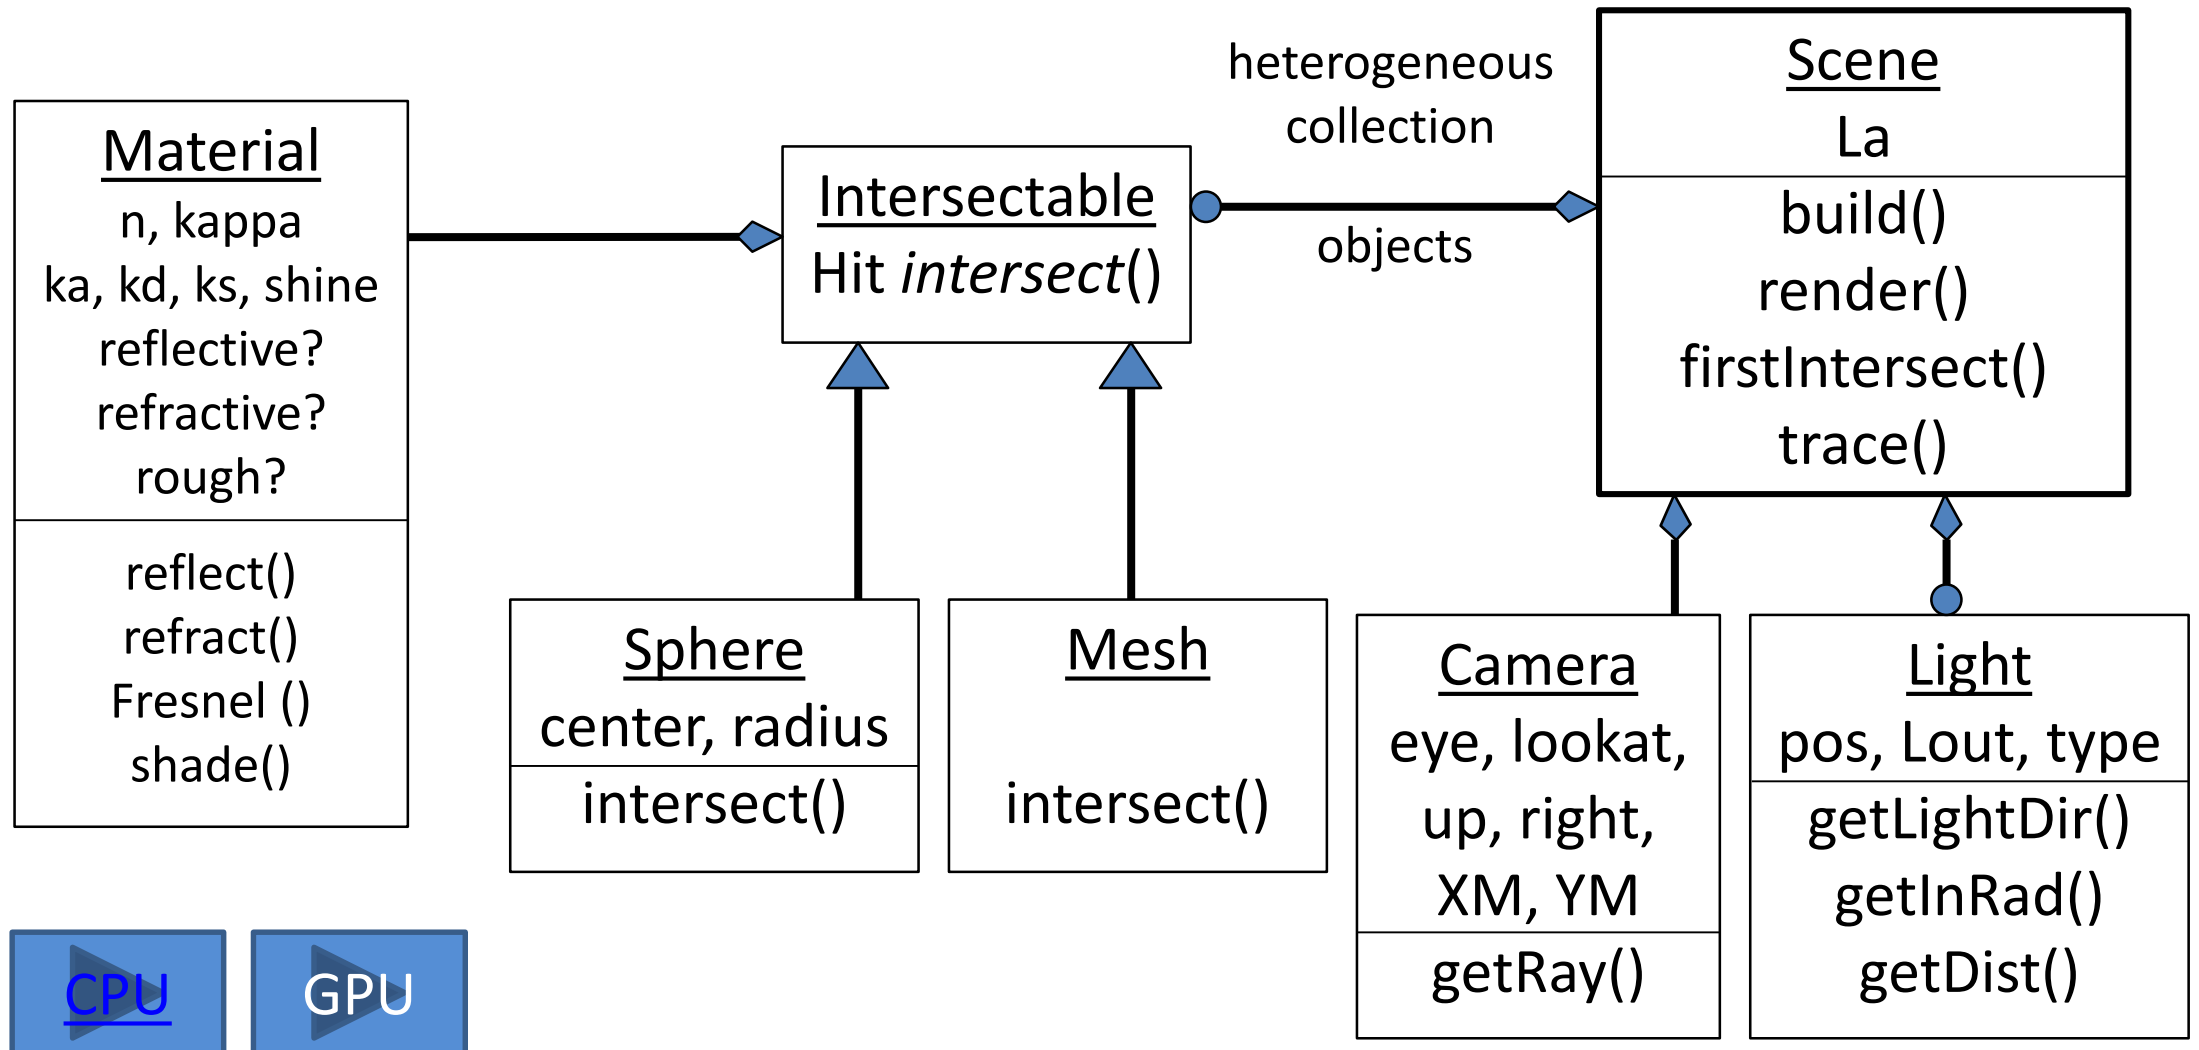 Material
n, kappa
ka, kd, ks, shine
reflective?
refractive?
rough?
reflect()
refract()
Fresnel ()
shade()
Intersectable
Hit intersect()
heterogeneous
collection
objects
Scene
La
build()
render()
firstIntersect()
trace()
Sphere
center, radius
intersect()
Mesh
intersect()
Camera
eye, lookat,
up, right,
XM, YM
getRay()
Light
pos, Lout, type
getLightDir()
getInRad()
getDist()
CPU
GPU